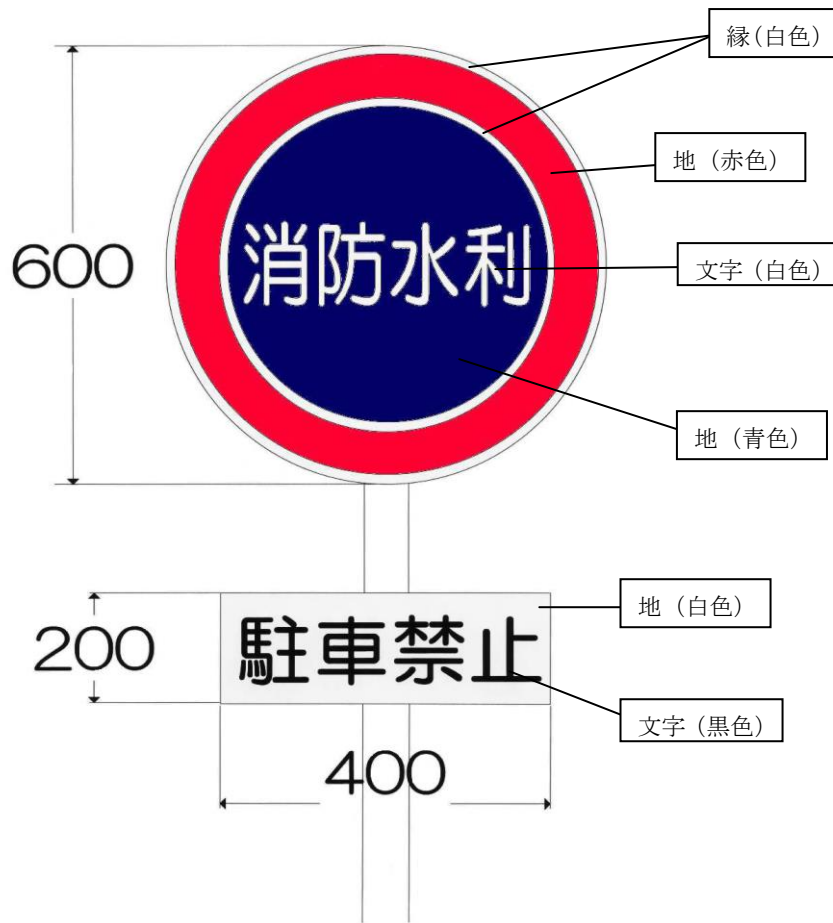 縁(白色)
地（赤色）
600
消防水利
文字（白色）
地（青色）
地（白色）
200
駐車禁止
文字（黒色）
400